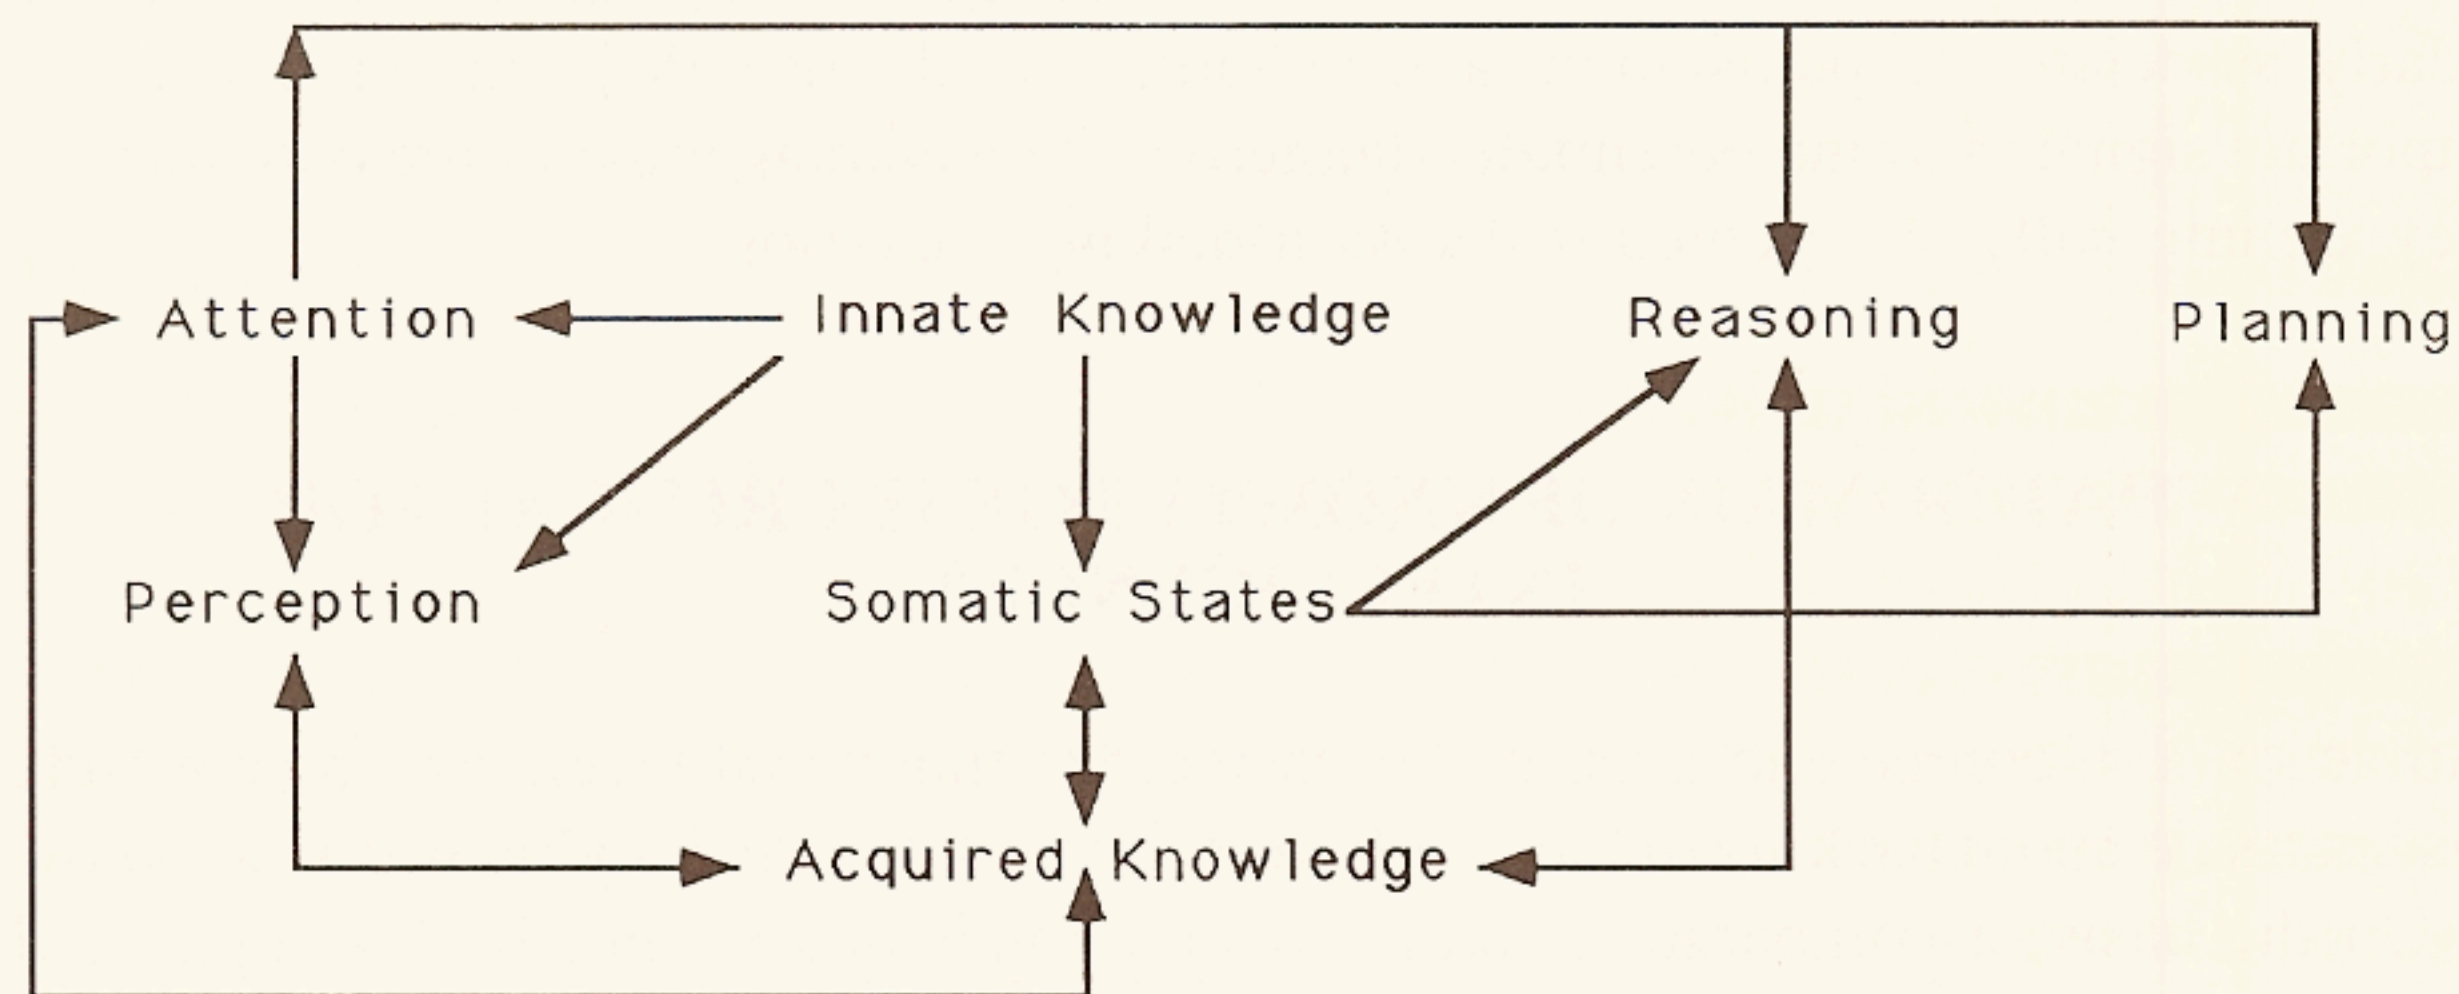 Attention
Innate Knowledge
Reasoning
Planning
Perception
Somatic States
Acquired Knowledge